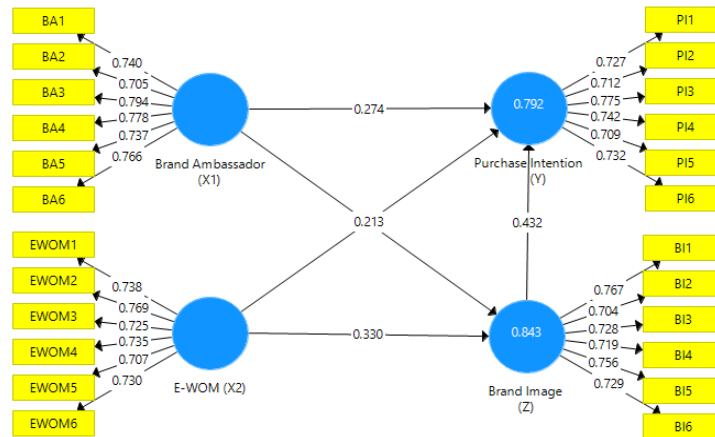 BA1
BA2
BA3
BA4
BA5
BA6
0.740
0.705
0.794
0.778
0.737
0.766
Brand Ambassador
(X1)
0.274
0.792
Purchase Intention
(Y)
0.727
0.712
0.775
0.742
0.709
0.732
PI1
PI2
PI3
PI4
PI5
PI6
0.213
0.432
EWOM1
EWOM2
EWOM3
EWOM4
EWOM5
EWOM6
0.738
0.769
0.725
0.735
0.707
0.730
E-WOM (X2)
0.330
0.843
Brand Image
(Z)
0.767
0.704
0.728
0.719
0.756
0.729
BI1
BI2
BI3
BI4
BI5
BI6